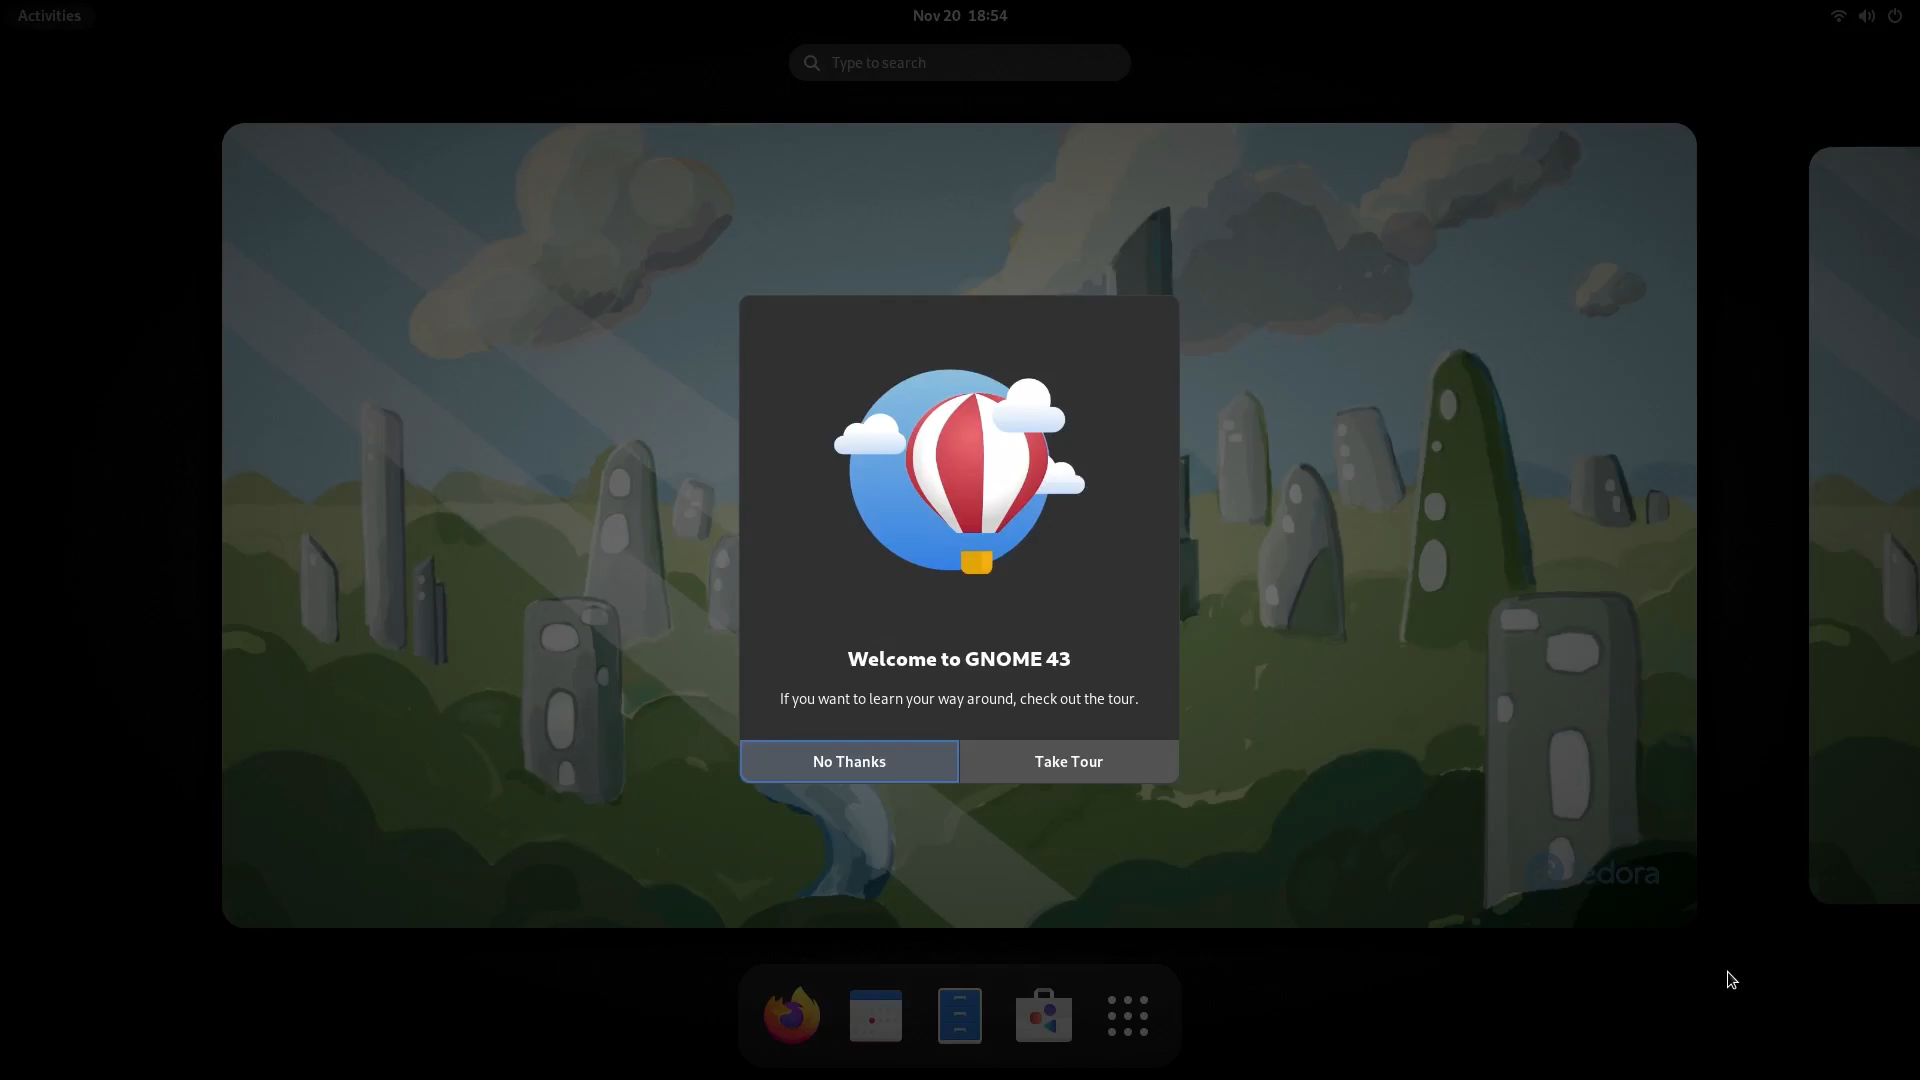 Activities
Nov 20 18:54
Type to search
Welcome to GNOME 43
If you want to learn your way around, check out the tour.
No Thanks
Take Tour
edora